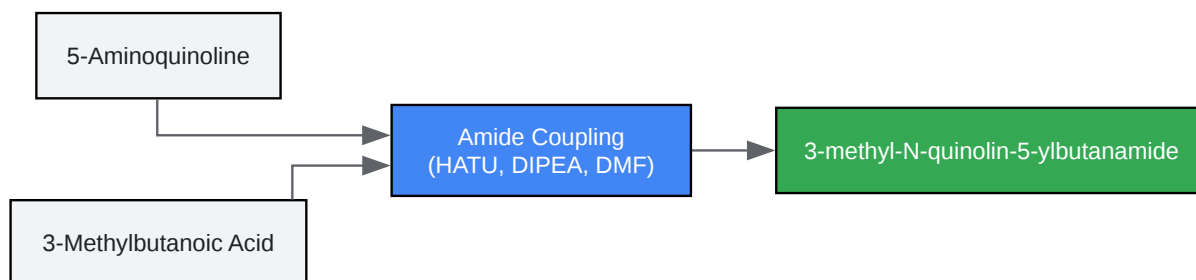 5-Aminoquinoline
3-Methylbutanoic Acid
Amide Coupling
(HATU, DIPEA, DMF)
3-methyl-N-quinolin-5-ylbutanamide